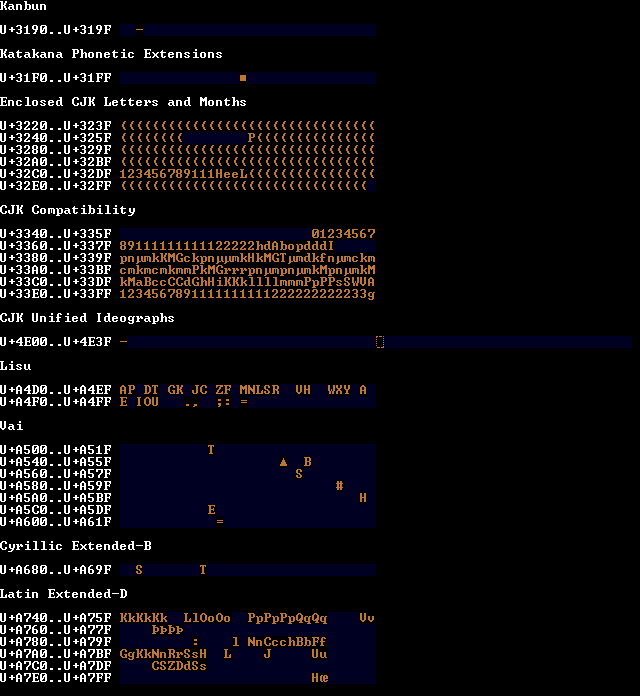 Kanbun
U+3190..U+319F   –
Katakana Phonetic Extensions
U+31F0..U+31FF                ■
Enclosed CJK Letters and Months
U+3220..U+323F ((((((((((((((((((((((((((((((((
U+3240..U+325F ((((((((        P(((((((((((((((
U+3280..U+329F ((((((((((((((((((((((((((((((((
U+32A0..U+32BF ((((((((((((((((((((((((((((((((
U+32C0..U+32DF 123456789111HeeL((((((((((((((((
U+32E0..U+32FF (((((((((((((((((((((((((((((((
CJK Compatibility
U+3340..U+335F                         01234567
U+3360..U+337F 89111111111122222hdAbopdddI
U+3380..U+339F pnµmkKMGckpnµµmkHkMGTµmdkfnµmckm
U+33A0..U+33BF cmkmcmkmmPkMGrrrpnµmpnµmkMpnµmkM
U+33C0..U+33DF kMaBccCCdGhHiKKkllllmmmPpPPsSWVA
U+33E0..U+33FF 1234567891111111111222222222233g
CJK Unified Ideographs
U+4E00..U+4E3F –
Lisu
U+A4D0..U+A4EF AP DT GK JC ZF MNLSR  VH  WXY A
U+A4F0..U+A4FF E IOU   .,  ;: =
Vai
U+A500..U+A51F            T
U+A540..U+A55F                     ▲  B
U+A560..U+A57F                       S
U+A580..U+A59F                            #
U+A5A0..U+A5BF                               H
U+A5C0..U+A5DF            E
U+A600..U+A61F             =
Cyrillic Extended-B
U+A680..U+A69F   S       T
Latin Extended-D
U+A740..U+A75F KkKkKk  LlOoOo  PpPpPpQqQq    Vv
U+A760..U+A77F     ÞþÞþ
U+A780..U+A79F          :    l NnCcchBbFf
U+A7A0..U+A7BF GgKkNnRrSsH  L    J     Uu
U+A7C0..U+A7DF     CSZDdSs
U+A7E0..U+A7FF                         Hœ